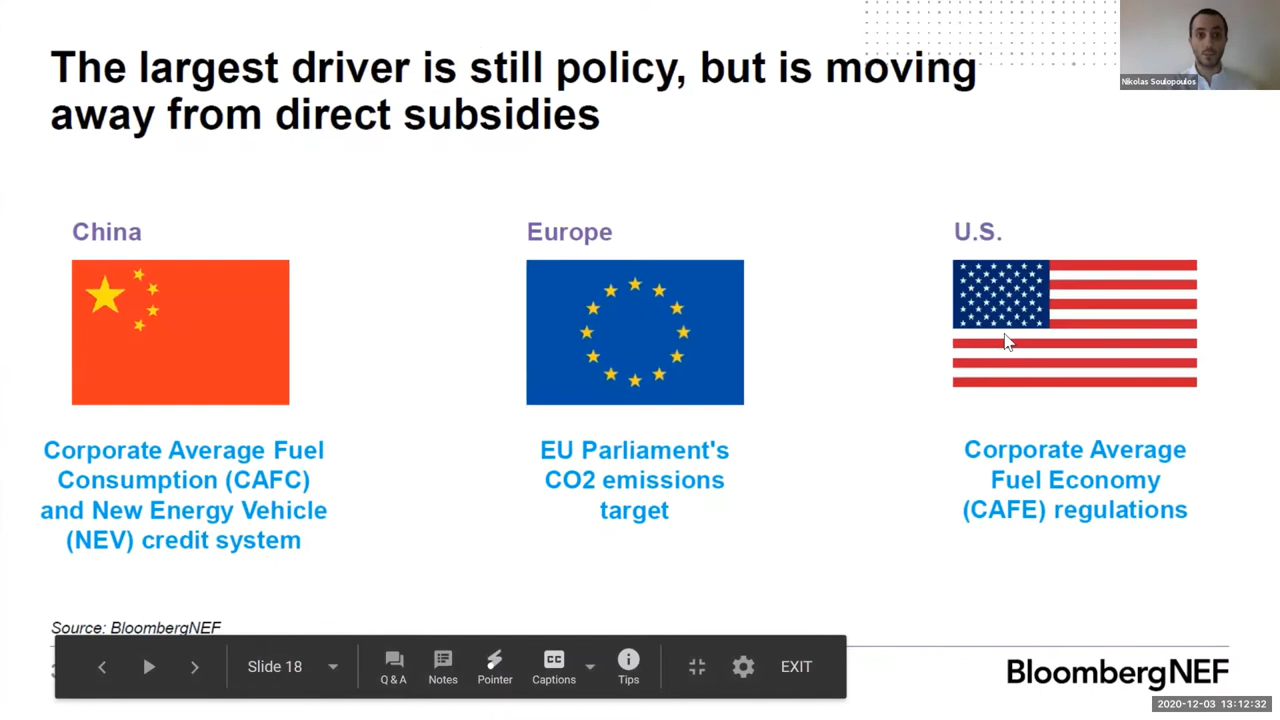 The largest driver is still policy, but is moving
away from direct subsidies
Nikolas Soulopoulos
China
Europe
U.S.
Corporate Average Fuel
Consumption (CAFC)
and New Energy Vehicle
(NEV) credit system
EU Parliament's
CO2 emissions
target
Corporate Average
Fuel Economy
(CAFE) regulations
Source: BloombergNEF
Slide 18
Q & A
Notes
Pointer
CC
Captions
Tips
EXIT
BloombergNEF
2020-12-03 13:12:32